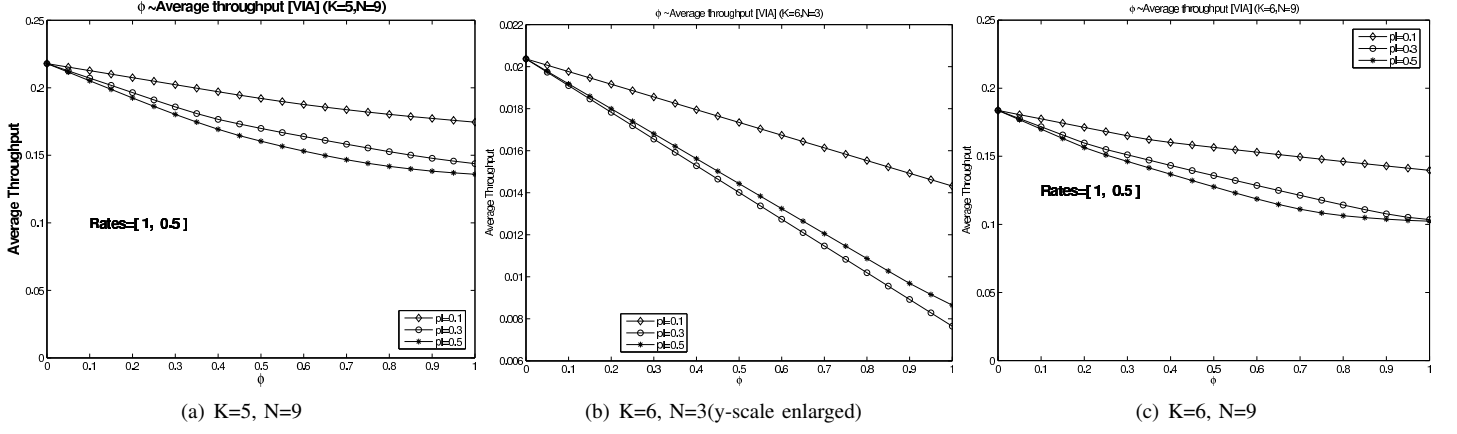 ϕ ~Average throughput [VIA] (K=5,N=9)
0.25
0.2
0.15
0.1
0.05
0
Average Throughput
Rates=[ 1, 0.5 ]
pl=0.1
pl=0.3
pl=0.5
0 0.1 0.2 0.3 0.4 0.5 0.6 0.7 0.8 0.9 1
ϕ
(a) K=5, N=9
ϕ ~Average throughput [VIA] (K=6,N=3)
0.022
0.02
0.018
0.016
0.014
0.012
0.01
0.008
0.006
Average Throughput
pl=0.1
pl=0.3
pl=0.5
0 0.1 0.2 0.3 0.4 0.5 0.6 0.7 0.8 0.9 1
ϕ
(b) K=6, N=3(y-scale enlarged)
ϕ ~Average throughput [VIA] (K=6,N=9)
0.25
0.2
0.15
0.1
0.05
0
Average Throughput
pl=0.1
pl=0.3
pl=0.5
Rates=[ 1, 0.5 ]
0 0.1 0.2 0.3 0.4 0.5 0.6 0.7 0.8 0.9 1
ϕ
(c) K=6, N=9